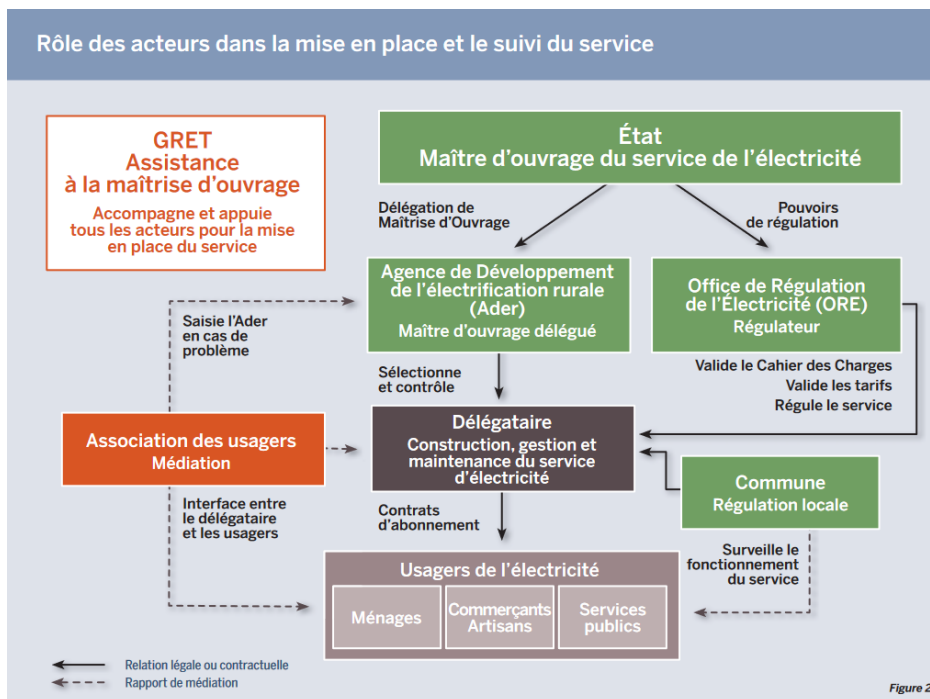 Rôle des acteurs dans la mise en place et le suivi du service
GRET
Assistance
à la maîtrise d'ouvrage
Accompagne et appuie
tous les acteurs pour la mise
en place du service
État
Maître d'ouvrage du service de l'électricité
Délégation de
Maîtrise d'Ouvrage
Pouvoirs
de régulation
Agence de Développement
de l'électrification rurale
(Ader)
Maître d'ouvrage délégué
Office de Régulation
de l'Électricité (ORE)
Régulateur
Saisie l'Ader
en cas de
problème
Sélectionne
et contrôle
Valide le Cahier des Charges
Valide les tarifs
Régule le service
Association des usagers
Médiation
Délégataire
Construction, gestion et
maintenance du service
d'électricité
Commune
Régulation locale
Interface entre
le délégataire
et les usagers
Contrats
d'abonnement
Surveille le
fonctionnement
du service
Usagers de l'électricité
Ménages
Commerçants
Artisans
Services
publics
Relation légale ou contractuelle
Rapport de médiation
Figure 2